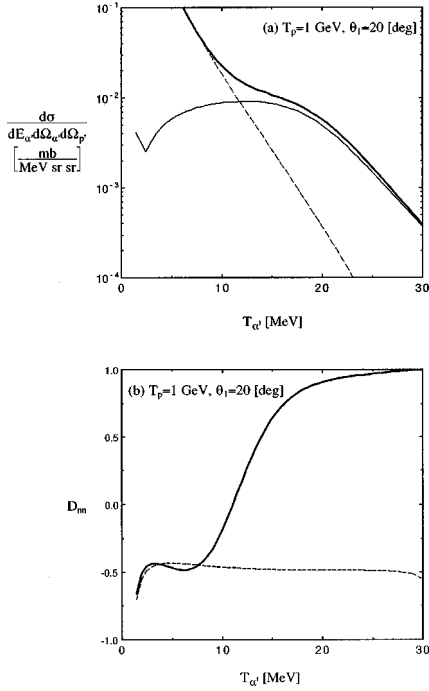 (a) Tp=1 GeV, θ1=20 [deg]
10-1
10-2
10-3
10-4
dσ
dEα'dΩα'dΩp'
[ mb
MeV sr sr ]
0 10 20 30
Tα' [MeV]
(b) Tp=1 GeV, θ1=20 [deg]
1.0
0.5
0.0
-0.5
-1.0
Dnn
0 10 20 30
Tα' [MeV]